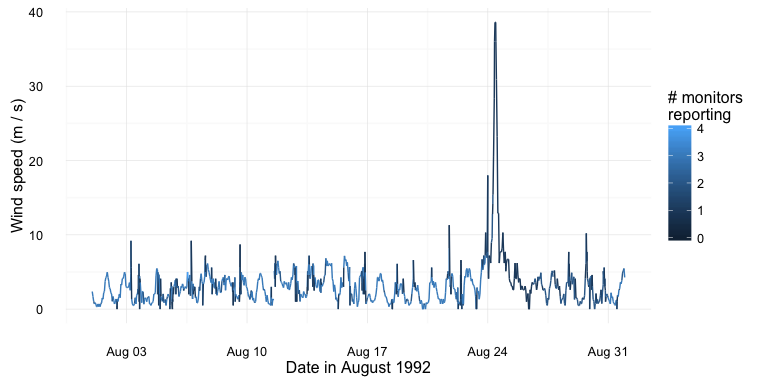 40
30
20
10
0
Wind speed (m / s)
Aug 03 Aug 10 Aug 17 Aug 24 Aug 31
Date in August 1992
# monitors
reporting
4
3
2
1
0